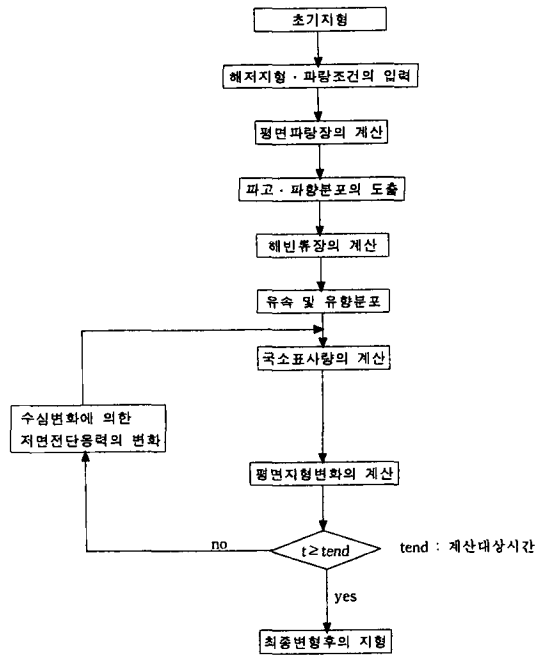 초기지형
해저지형 · 파랑조건의 입력
평면파랑장의 계산
파고 · 파향분포의 도출
해빈류장의 계산
유속 및 유향분포
국소표사량의 계산
수심변화에 의한
저면전단응력의 변화
평면지형변화의 계산
no
t ≥ tend
tend : 계산대상시간
yes
최종변형후의 지형